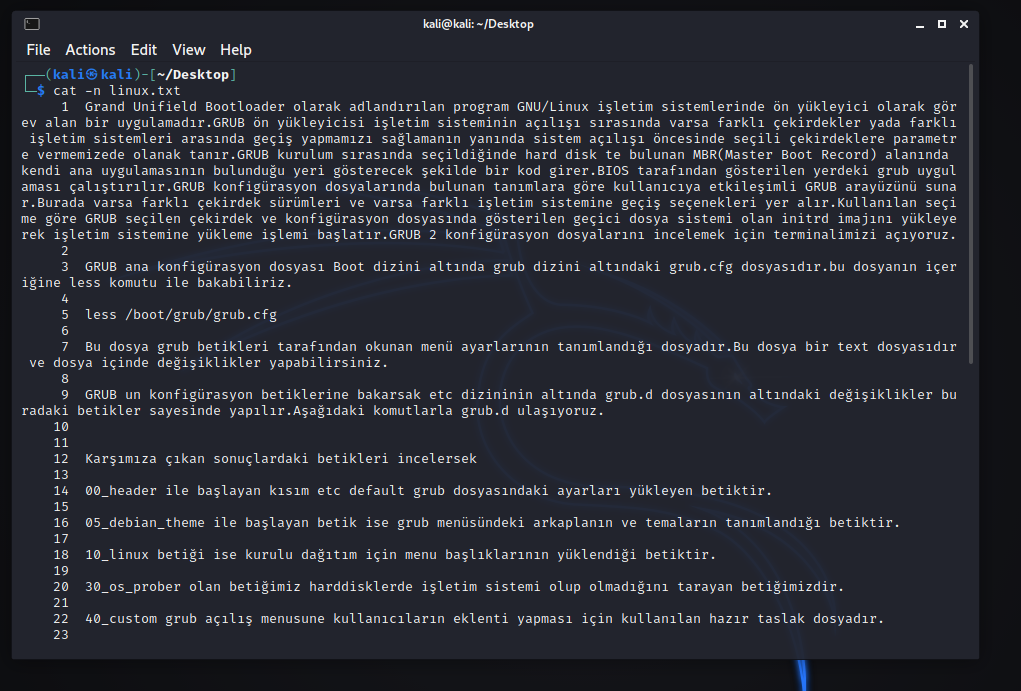 kali@kali: ~/Desktop
File Actions Edit View Help
(kali㉿kali)-[~/Desktop]
$ cat -n linux.txt
1 Grand Unifield Bootloader olarak adlandırılan program GNU/Linux işletim sistemlerinde ön yükleyici olarak gör
ev alan bir uygulamadır.GRUB ön yükleyicisi işletim sisteminin açılışı sırasında varsa farklı çekirdekler yada farklı
işletim sistemleri arasında geçiş yapmamızı sağlamanın yanında sistem açılışı öncesinde seçili çekirdeklere parametr
e vermemizede olanak tanır.GRUB kurulum sırasında seçildiğinde hard disk te bulunan MBR(Master Boot Record) alanında
kendi ana uygulamasının bulunduğu yeri gösterecek şekilde bir kod girer.BIOS tarafından gösterilen yerdeki grub uygul
aması çalıştırılır.GRUB konfigürasyon dosyalarında bulunan tanımlara göre kullanıcıya etkileşimli GRUB arayüzünü suna
r.Burada varsa farklı çekirdek sürümleri ve varsa farklı işletim sistemine geçiş seçenekleri yer alır.Kullanılan seçi
me göre GRUB seçilen çekirdek ve konfigürasyon dosyasında gösterilen geçici dosya sistemi olan initrd imajını yükleye
rek işletim sistemine yükleme işlemi başlatır.GRUB 2 konfigürasyon dosyalarını incelemek için terminalimizi açıyoruz.
2
3 GRUB ana konfigürasyon dosyası Boot dizini altında grub dizini altındaki grub.cfg dosyasıdır.bu dosyanın içer
iğine less komutu ile bakabiliriz.
4
5 less /boot/grub/grub.cfg
6
7 Bu dosya grub betikleri tarafından okunan menü ayarlarının tanımlandığı dosyadır.Bu dosya bir text dosyasıdır
ve dosya içinde değişiklikler yapabilirsiniz.
8
9 GRUB un konfigürasyon betiklerine bakarsak etc dizininin altında grub.d dosyasının altındaki değişiklikler bu
radaki betikler sayesinde yapılır.Aşağıdaki komutlarla grub.d ulaşıyoruz.
10
11
12 Karşımıza çıkan sonuçlardaki betikleri incelersek
13
14 00_header ile başlayan kısım etc default grub dosyasındaki ayarları yükleyen betiktir.
15
16 05_debian_theme ile başlayan betik ise grub menüsündeki arkaplanın ve temaların tanımlandığı betiktir.
17
18 10_linux betiği ise kurulu dağıtım için menu başlıklarının yüklendiği betiktir.
19
20 30_os_prober olan betiğimiz harddisklerde işletim sistemi olup olmadığını tarayan betiğimizdir.
21
22 40_custom grub açılış menusune kullanıcıların eklenti yapması için kullanılan hazır taslak dosyadır.
23